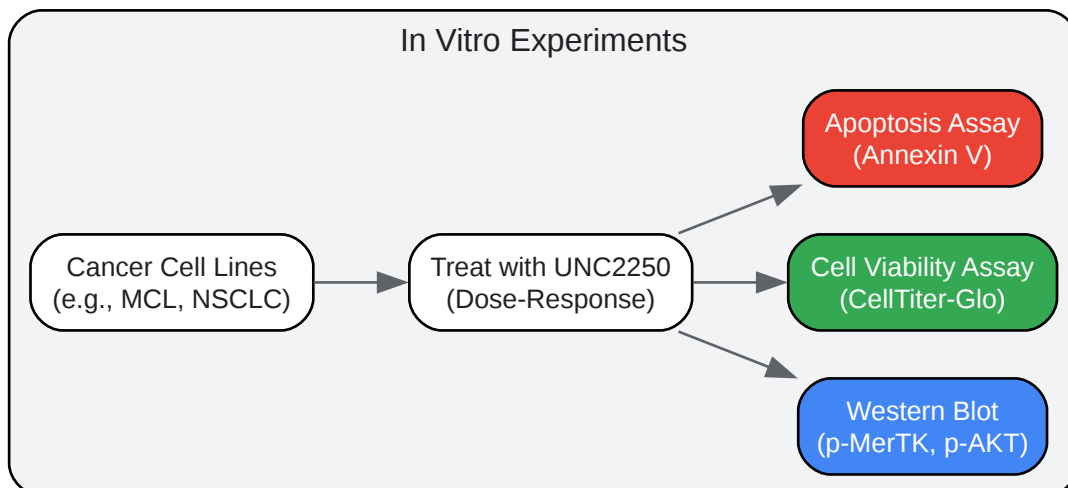 In Vitro Experiments
Cancer Cell Lines
(e.g., MCL, NSCLC)
Treat with UNC2250
(Dose-Response)
Apoptosis Assay
(Annexin V)
Cell Viability Assay
(CellTiter-Glo)
Western Blot
(p-MerTK, p-AKT)